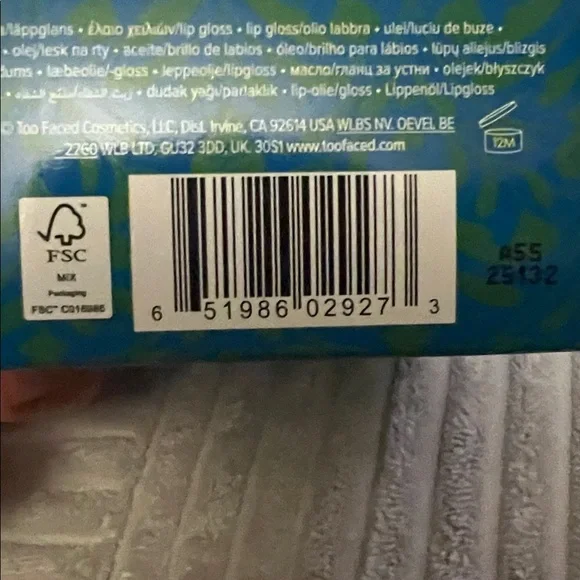 /läppglans • έλαιο χειλιών/lip gloss • lip gloss/olio labbra • ulei/luciu de buze •
• olej/lesk na rty • aceite/brillo de labios • óleo/brilho para lábios • lūpų aliejus/blizgis
• læbeolie/-gloss • leppeolje/lipgloss • масло/гланц за устни • olejek/błyszczyk
• dudak yağı/parlaklık • lip-olie/gloss • Lippenöl/Lipgloss
© Too Faced Cosmetics, LLC, Dist. Irvine, CA 92614 USA WLBS NV. OEVEL BE
2260 WLB LTD, GU32 3DD, UK. 30S1 www.toofaced.com
12M
FSC
MIX
Packaging
FSC™ C016986
6 51986 02927 3
A55
25132